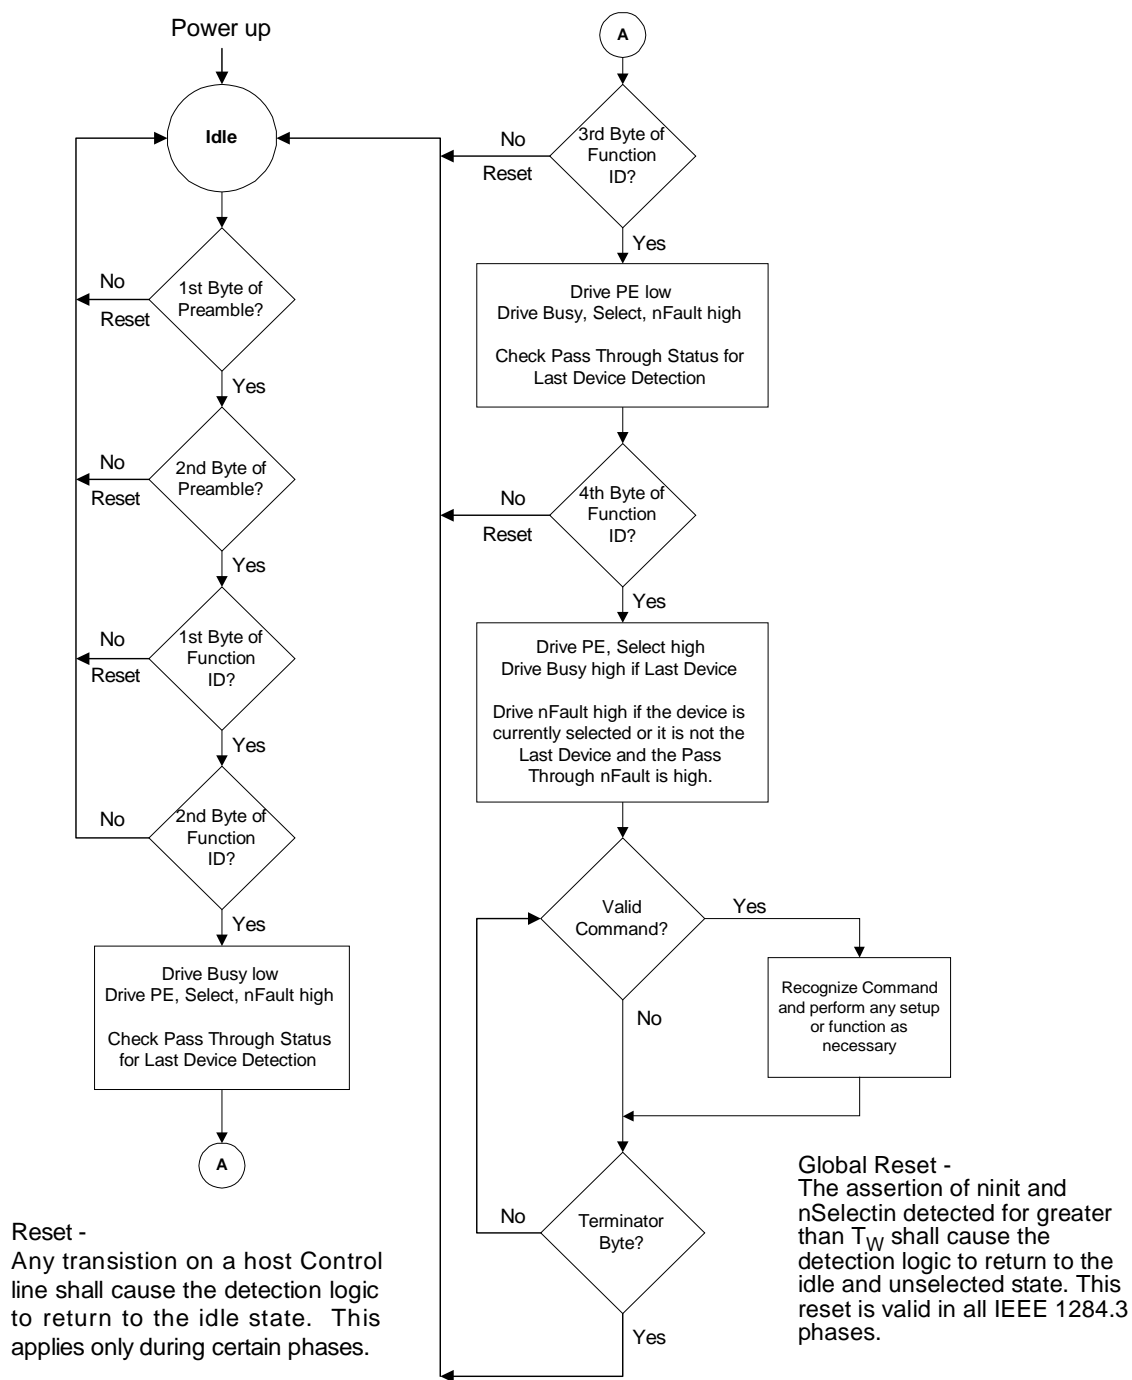 Power up
Idle
1st Byte of
Preamble?
No
Reset
Yes
2nd Byte of
Preamble?
No
Reset
Yes
1st Byte of
Function
ID?
No
Reset
Yes
2nd Byte of
Function
ID?
No
Yes
Drive Busy low
Drive PE, Select, nFault high
Check Pass Through Status
for Last Device Detection
A
Reset -
Any transistion on a host Control
line shall cause the detection logic
to return to the idle state. This
applies only during certain phases.
A
3rd Byte of
Function
ID?
No
Reset
Yes
Drive PE low
Drive Busy, Select, nFault high
Check Pass Through Status for
Last Device Detection
4th Byte of
Function
ID?
No
Reset
Yes
Drive PE, Select high
Drive Busy high if Last Device
Drive nFault high if the device is
currently selected or it is not the
Last Device and the Pass
Through nFault is high.
Valid
Command?
Yes
No
Recognize Command
and perform any setup
or function as
necessary
Terminator
Byte?
No
Yes
Global Reset -
The assertion of ninit and
nSelectin detected for greater
than TW shall cause the
detection logic to return to the
idle and unselected state. This
reset is valid in all IEEE 1284.3
phases.